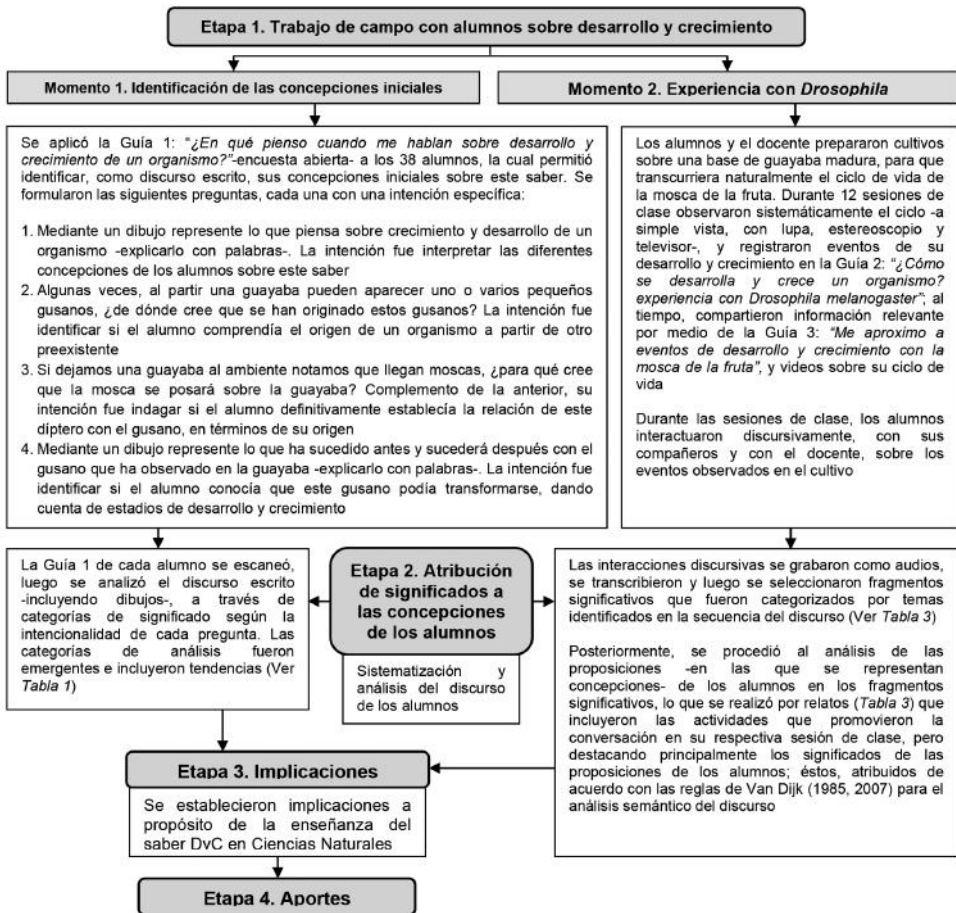 Etapa 1. Trabajo de campo con alumnos sobre desarrollo y crecimiento
Momento 1. Identificación de las concepciones iniciales
Se aplicó la Guía 1: "¿En qué pienso cuando me hablan sobre desarrollo y
crecimiento de un organismo?"-encuesta abierta- a los 38 alumnos, la cual permitió
identificar, como discurso escrito, sus concepciones iniciales sobre este saber. Se
formularon las siguientes preguntas, cada una con una intención específica:
1. Mediante un dibujo represente lo que piensa sobre crecimiento y desarrollo de un
organismo -explicarlo con palabras-. La intención fue interpretar las diferentes
concepciones de los alumnos sobre este saber
2. Algunas veces, al partir una guayaba pueden aparecer uno o varios pequeños
gusanos, ¿de dónde cree que se han originado estos gusanos? La intención fue
identificar si el alumno comprendía el origen de un organismo a partir de otro
preexistente
3. Si dejamos una guayaba al ambiente notamos que llegan moscas, ¿para qué cree
que la mosca se posará sobre la guayaba? Complemento de la anterior, su
intención fue indagar si el alumno definitivamente establecía la relación de este
díptero con el gusano, en términos de su origen
4. Mediante un dibujo represente lo que ha sucedido antes y sucederá después con el
gusano que ha observado en la guayaba -explicarlo con palabras-. La intención fue
identificar si el alumno conocía que este gusano podía transformarse, dando
cuenta de estadios de desarrollo y crecimiento
Momento 2. Experiencia con Drosophila
Los alumnos y el docente prepararon cultivos
sobre una base de guayaba madura, para que
transcurriera naturalmente el ciclo de vida de
la mosca de la fruta. Durante 12 sesiones de
clase observaron sistemáticamente el ciclo -a
simple vista, con lupa, estereoscopio y
televisor-, y registraron eventos de su
desarrollo y crecimiento en la Guía 2: "¿Cómo
se desarrolla y crece un organismo?
experiencia con Drosophila melanogaster"; al
tiempo, compartieron información relevante
por medio de la Guía 3: "Me aproximo a
eventos de desarrollo y crecimiento con la
mosca de la fruta", y videos sobre su ciclo de
vida
Durante las sesiones de clase, los alumnos
interactuaron discursivamente, con sus
compañeros y con el docente, sobre los
eventos observados en el cultivo
La Guía 1 de cada alumno se escaneó,
luego se analizó el discurso escrito
-incluyendo dibujos-, a través de
categorías de significado según la
intencionalidad de cada pregunta. Las
categorías de análisis fueron
emergentes e incluyeron tendencias (Ver
Tabla 1)
Etapa 2. Atribución
de significados a
las concepciones
de los alumnos
Sistematización y
análisis del discurso
de los alumnos
Las interacciones discursivas se grabaron como audios,
se transcribieron y luego se seleccionaron fragmentos
significativos que fueron categorizados por temas
identificados en la secuencia del discurso (Ver Tabla 3)
Posteriormente, se procedió al análisis de las
proposiciones -en las que se representan
concepciones- de los alumnos en los fragmentos
significativos, lo que se realizó por relatos (Tabla 3) que
incluyeron las actividades que promovieron la
conversación en su respectiva sesión de clase, pero
destacando principalmente los significados de las
proposiciones de los alumnos; éstos, atribuidos de
acuerdo con las reglas de Van Dijk (1985, 2007) para el
análisis semántico del discurso
Etapa 3. Implicaciones
Se establecieron implicaciones a
propósito de la enseñanza del
saber DvC en Ciencias Naturales
Etapa 4. Aportes